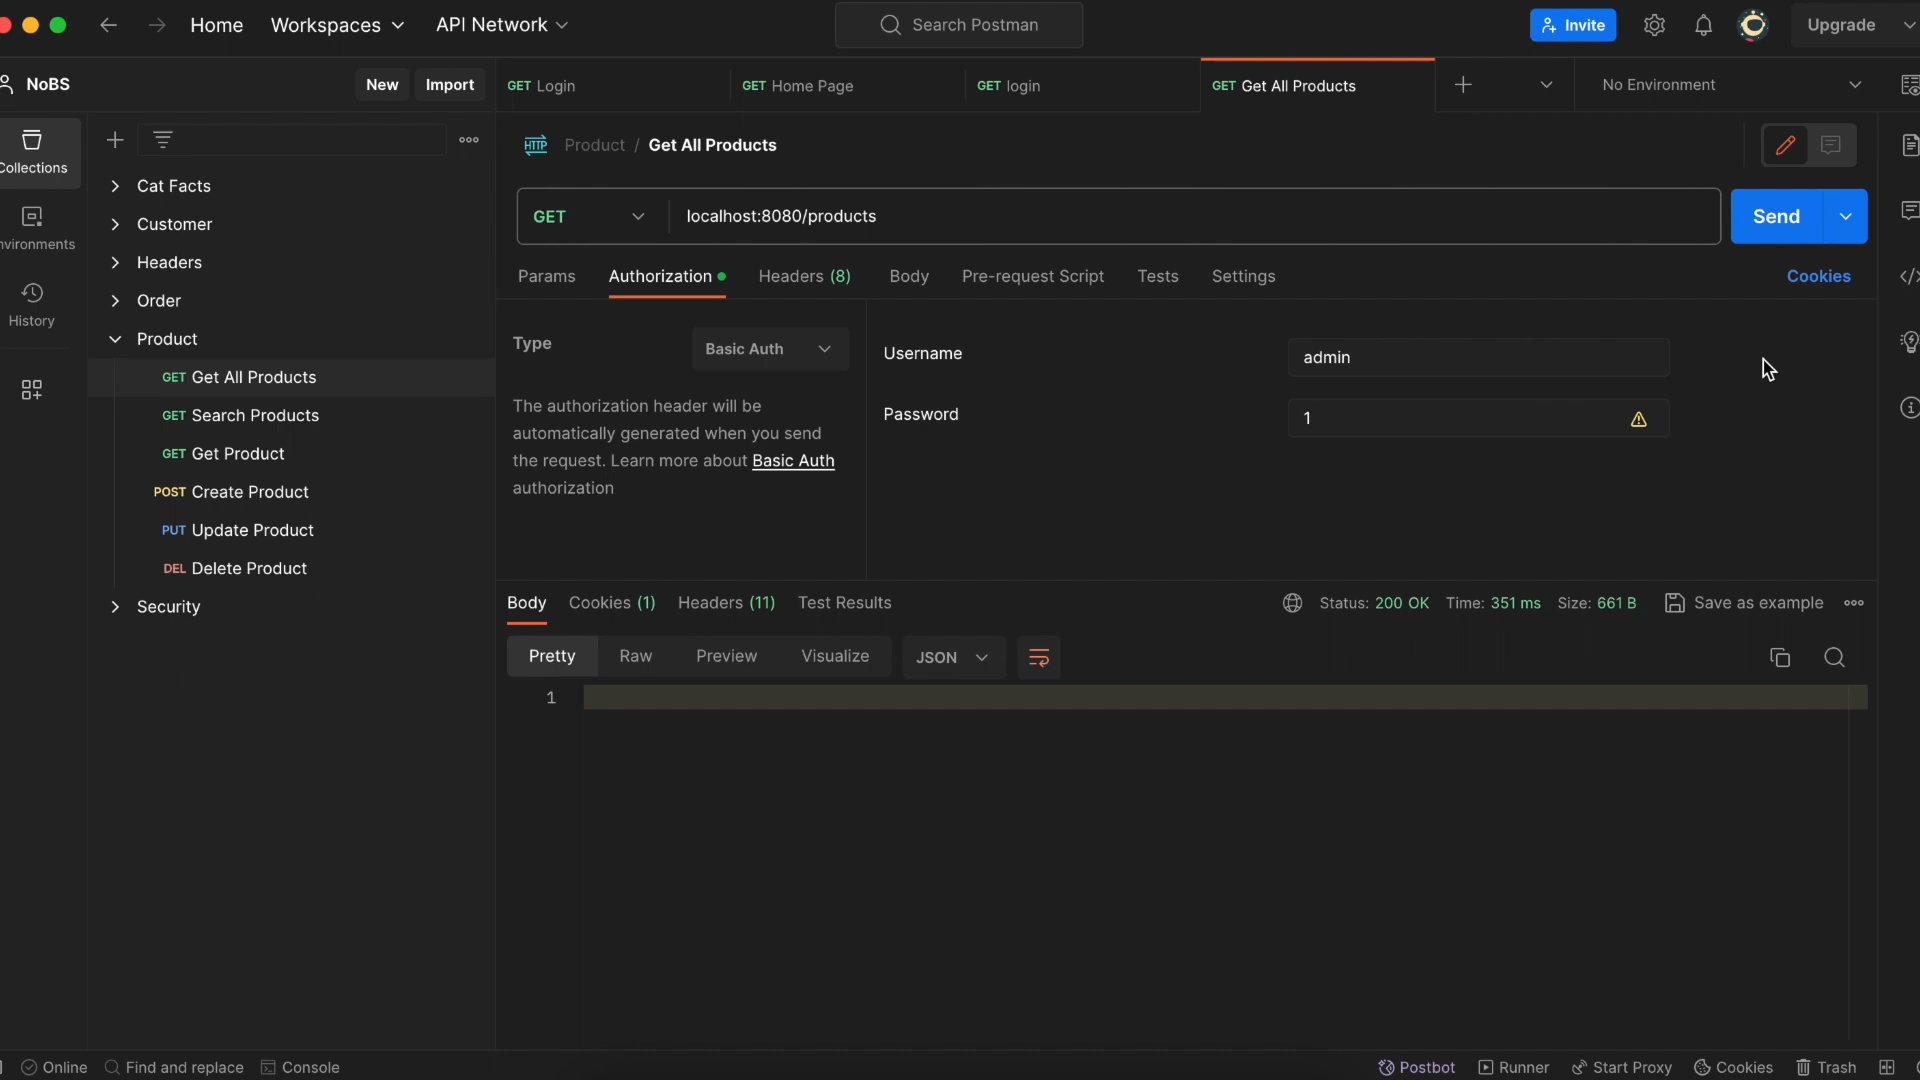 Home
Workspaces
API Network
Search Postman
Invite
Upgrade
NoBS
New
Import
GET Login
GET Home Page
GET login
GET Get All Products
No Environment
Collections
nvironments
History
Cat Facts
Customer
Headers
Order
Product
GET Get All Products
GET Search Products
GET Get Product
POST Create Product
PUT Update Product
DEL Delete Product
Security
HTTP
Product / Get All Products
GET
localhost:8080/products
Send
Params
Authorization
Headers (8)
Body
Pre-request Script
Tests
Settings
Cookies
Type
Basic Auth
The authorization header will be
automatically generated when you send
the request. Learn more about Basic Auth
authorization
Username
admin
Password
1
Body
Cookies (1)
Headers (11)
Test Results
Status: 200 OK
Time: 351 ms
Size: 661 B
Save as example
Pretty
Raw
Preview
Visualize
JSON
1
Online
Find and replace
Console
Postbot
Runner
Start Proxy
Cookies
Trash